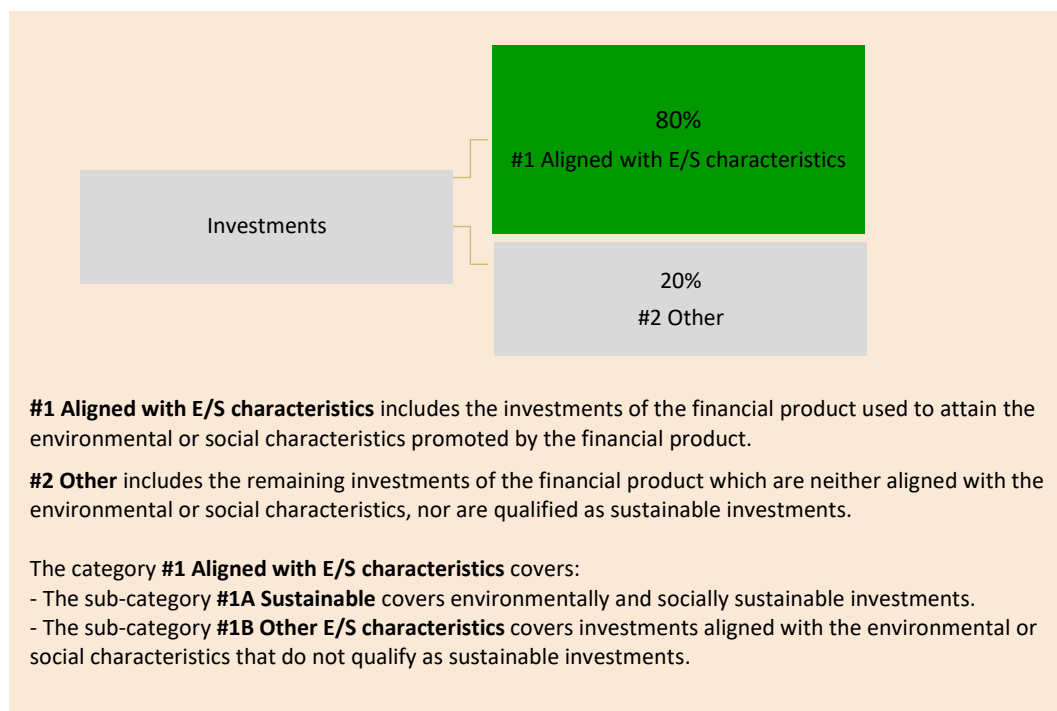 80%
#1 Aligned with E/S characteristics
Investments
20%
#2 Other
#1 Aligned with E/S characteristics includes the investments of the financial product used to attain the
environmental or social characteristics promoted by the financial product.
#2 Other includes the remaining investments of the financial product which are neither aligned with the
environmental or social characteristics, nor are qualified as sustainable investments.
The category #1 Aligned with E/S characteristics covers:
- The sub-category #1A Sustainable covers environmentally and socially sustainable investments.
- The sub-category #1B Other E/S characteristics covers investments aligned with the environmental or
social characteristics that do not qualify as sustainable investments.